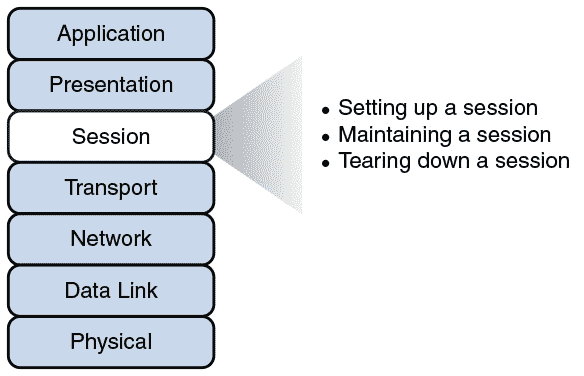 Application
Presentation
Session
Transport
Network
Data Link
Physical
• Setting up a session
• Maintaining a session
• Tearing down a session